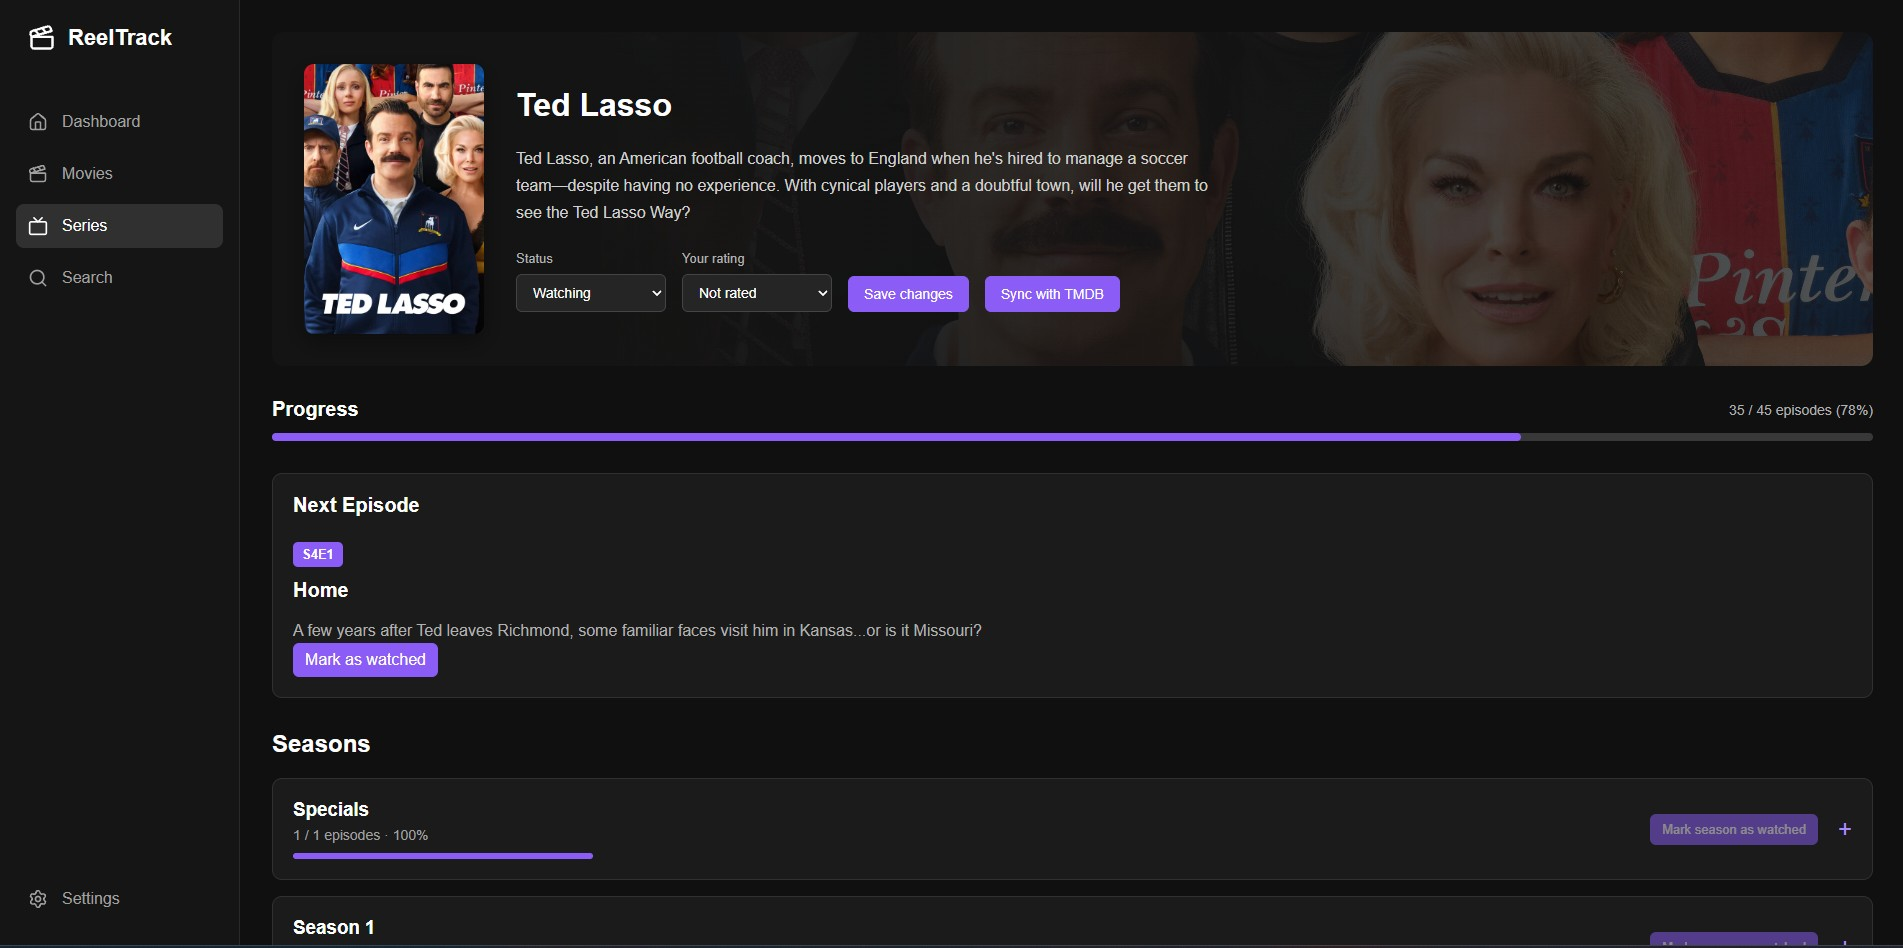 ReelTrack
Dashboard
Movies
Series
Search
Settings
TED LASSO
Ted Lasso
Ted Lasso, an American football coach, moves to England when he's hired to manage a soccer
team—despite having no experience. With cynical players and a doubtful town, will he get them to
see the Ted Lasso Way?
Status
Your rating
Watching
Not rated
Save changes
Sync with TMDB
Progress
35 / 45 episodes (78%)
Next Episode
S4E1
Home
A few years after Ted leaves Richmond, some familiar faces visit him in Kansas...or is it Missouri?
Mark as watched
Seasons
Specials
1 / 1 episodes · 100%
Mark season as watched
+
Season 1